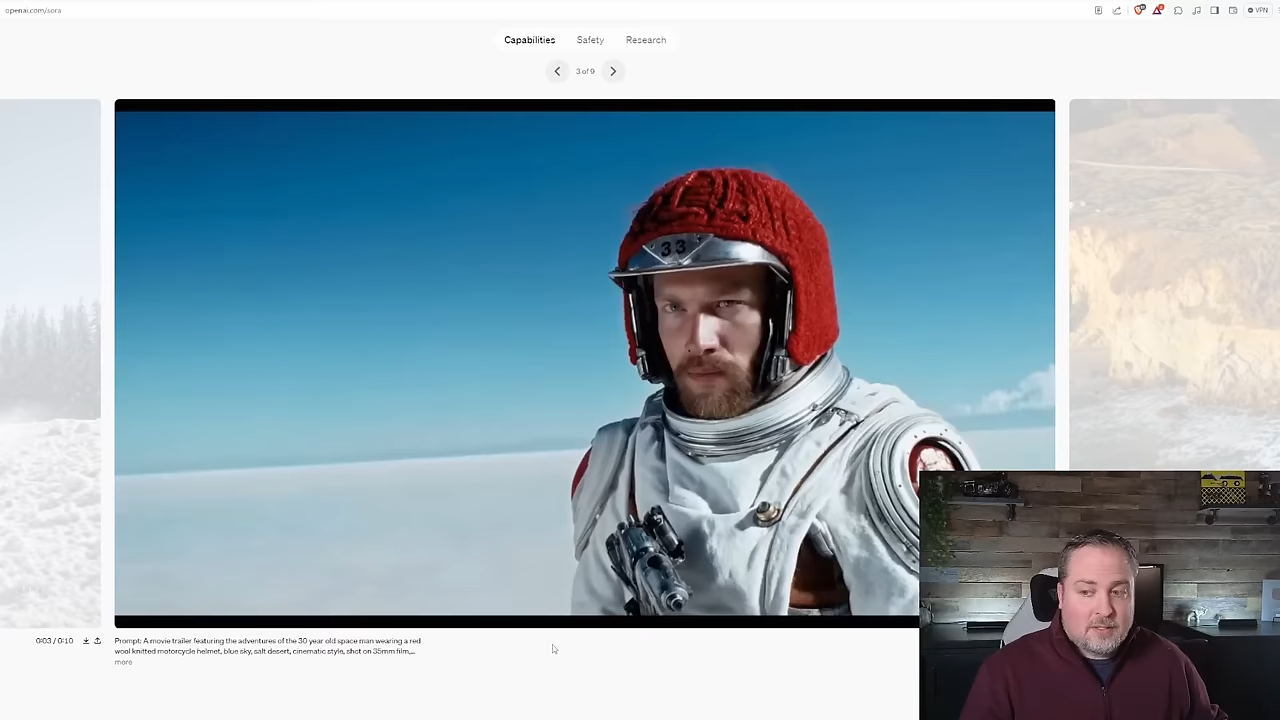 openai.com/sora
VPN
Capabilities Safety Research
3 of 9
33
0:03 / 0:10
Prompt: A movie trailer featuring the adventures of the 30 year old space man wearing a red
wool knitted motorcycle helmet, blue sky, salt desert, cinematic style, shot on 35mm film,...
more